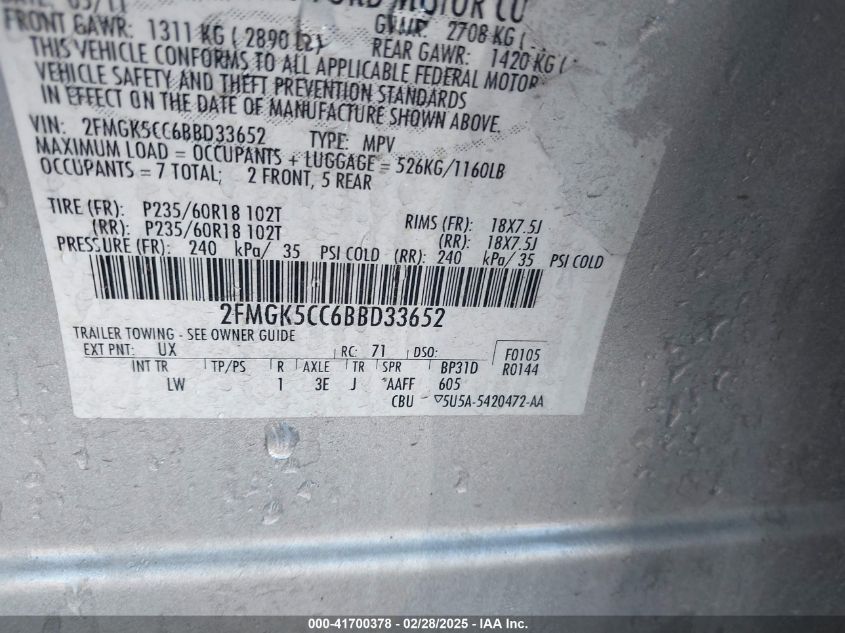 03/11 FORD MOTOR CO
FRONT GAWR: 1311 KG ( 2890 LB) GVWR: 2708 KG (
REAR GAWR: 1420 KG (
THIS VEHICLE CONFORMS TO ALL APPLICABLE FEDERAL MOTOR
VEHICLE SAFETY AND THEFT PREVENTION STANDARDS
IN EFFECT ON THE DATE OF MANUFACTURE SHOWN ABOVE.
VIN: 2FMGK5CC6BBD33652 TYPE: MPV
MAXIMUM LOAD = OCCUPANTS + LUGGAGE = 526KG/1160LB
OCCUPANTS = 7 TOTAL; 2 FRONT, 5 REAR
TIRE (FR): P235/60R18 102T RIMS (FR): 18X7.5J
(RR): P235/60R18 102T (RR): 18X7.5J
PRESSURE (FR): 240 kPa/ 35 PSI COLD (RR): 240 kPa/ 35 PSI COLD
2FMGK5CC6BBD33652
TRAILER TOWING - SEE OWNER GUIDE
EXT PNT: UX RC: 71 DSO: F0105
INT TR TP/PS R AXLE TR SPR BP31D R0144
LW 1 3E J *AAFF 605
CBU ▽5U5A-5420472-AA
000-41700378 - 02/28/2025 - IAA Inc.